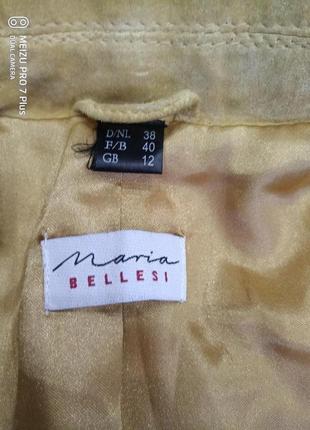 MEIZU PRO 7 Plus
DUAL CAMERA
D/NL 38
F/B 40
GB 12
Maria
BELLESI